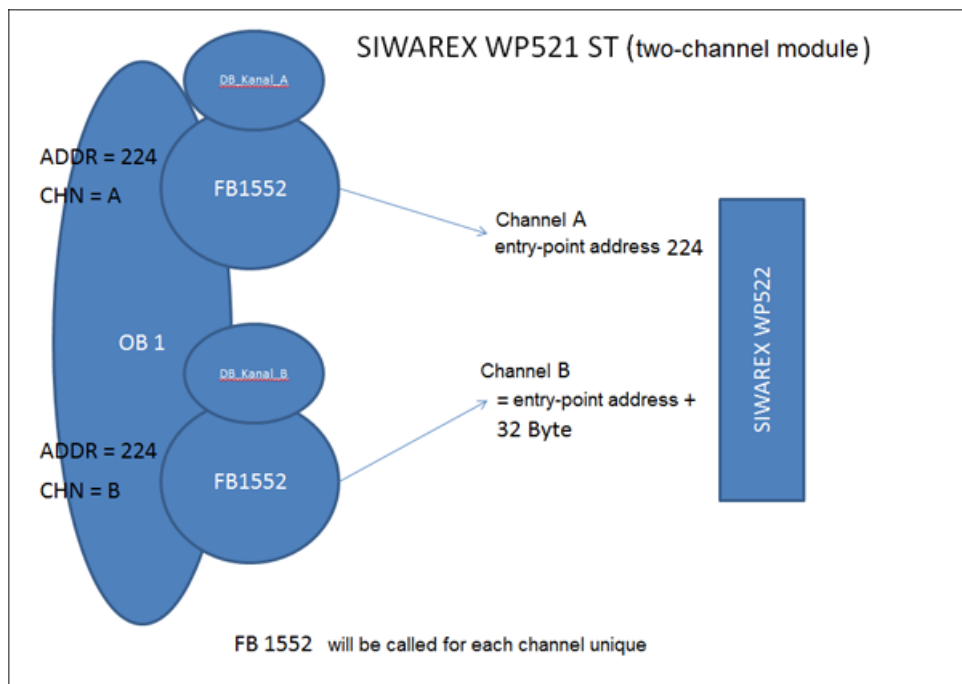 SIWAREX WP521 ST (two-channel module)
DB_Kanal_A
ADDR = 224
CHN = A
FB1552
Channel A
entry-point address 224
OB 1
SIWAREX WP522
DB_Kanal_B
Channel B
= entry-point address +
32 Byte
ADDR = 224
CHN = B
FB1552
FB 1552 will be called for each channel unique